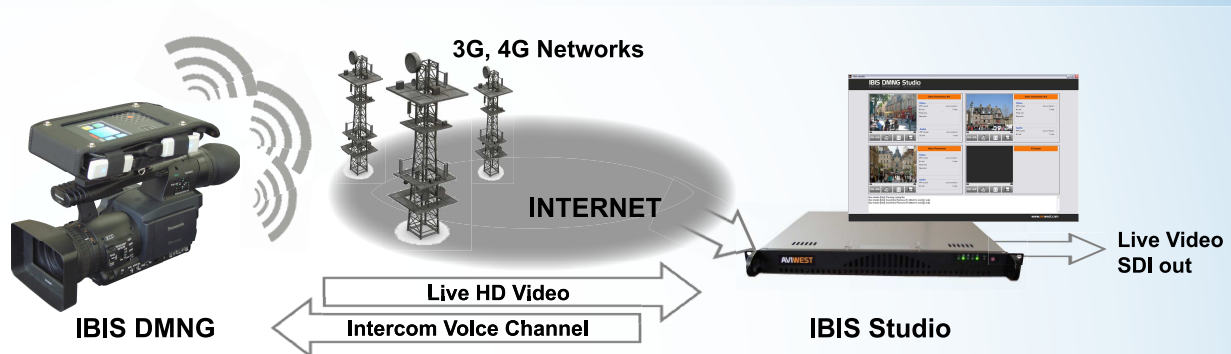 3G, 4G Networks
IBIS DMNG Studio
INTERNET
AVIWEST
Live Video
SDI out
Live HD Video
Intercom Voice Channel
IBIS DMNG
IBIS Studio